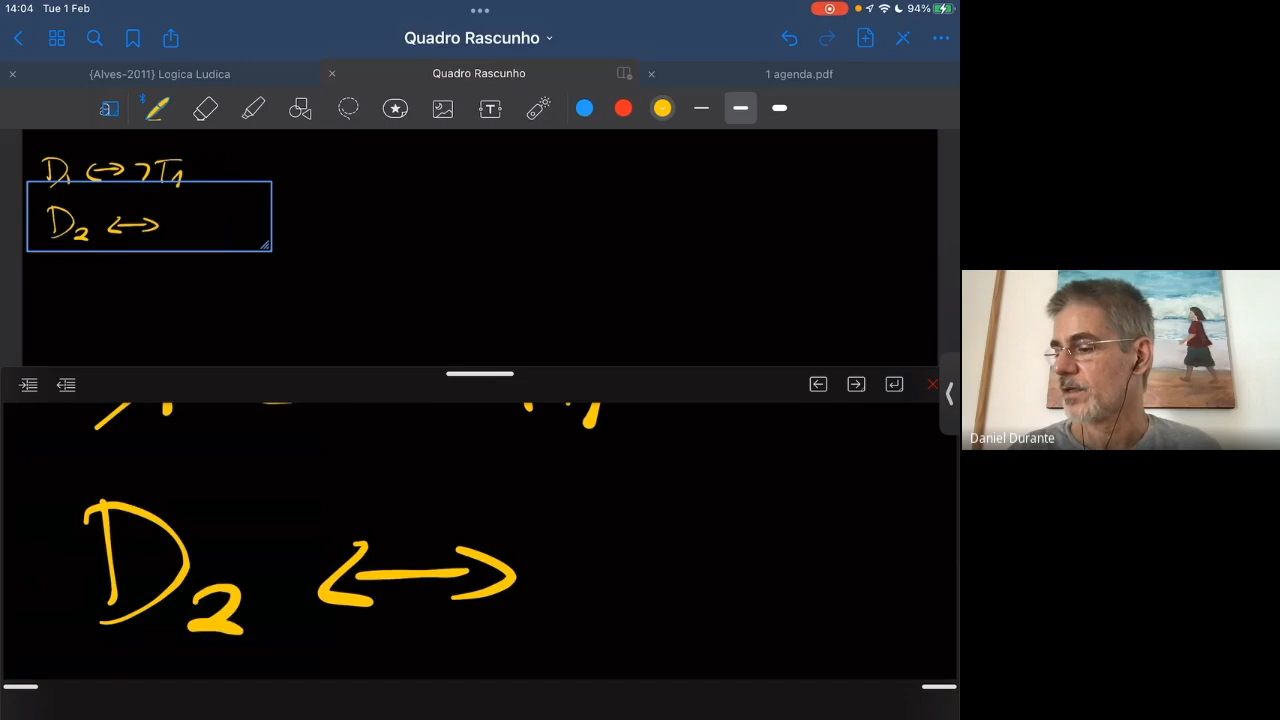 14:04 Tue 1 Feb
94%
Quadro Rascunho
{Alves-2011} Logica Ludica
Quadro Rascunho
1 agenda.pdf
T
D₁ ↔ ¬T₁
D₂ ↔
D₂ ↔
Daniel Durante